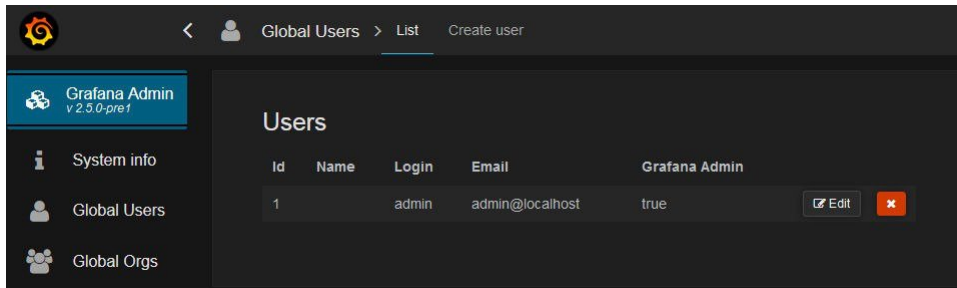 Global Users > List Create user
Grafana Admin
v 2.5.0-pre1
System info
Global Users
Global Orgs
Users
Id Name Login Email Grafana Admin
1 admin admin@localhost true Edit